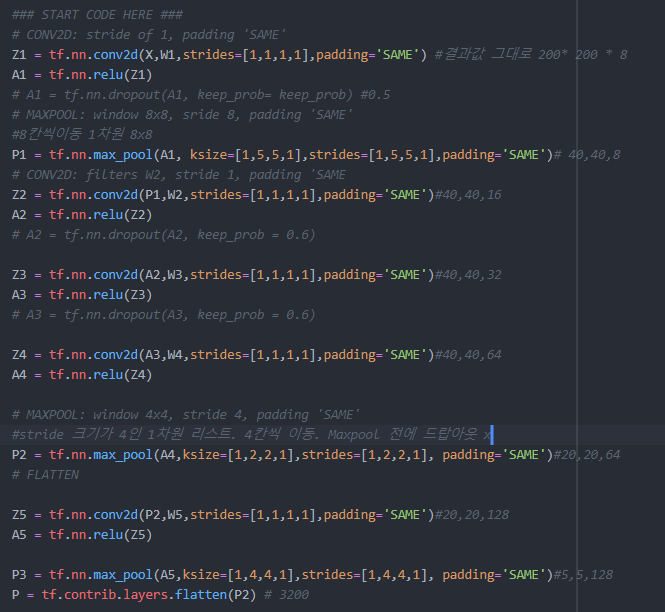 ### START CODE HERE ###
# CONV2D: stride of 1, padding 'SAME'
Z1 = tf.nn.conv2d(X,W1,strides=[1,1,1,1],padding='SAME') #결과값 그대로 200* 200 * 8
A1 = tf.nn.relu(Z1)
# A1 = tf.nn.dropout(A1, keep_prob= keep_prob) #0.5
# MAXPOOL: window 8x8, sride 8, padding 'SAME'
#8칸씩이동 1차원 8x8
P1 = tf.nn.max_pool(A1, ksize=[1,5,5,1],strides=[1,5,5,1],padding='SAME')# 40,40,8
# CONV2D: filters W2, stride 1, padding 'SAME
Z2 = tf.nn.conv2d(P1,W2,strides=[1,1,1,1],padding='SAME')#40,40,16
A2 = tf.nn.relu(Z2)
# A2 = tf.nn.dropout(A2, keep_prob = 0.6)
Z3 = tf.nn.conv2d(A2,W3,strides=[1,1,1,1],padding='SAME')#40,40,32
A3 = tf.nn.relu(Z3)
# A3 = tf.nn.dropout(A3, keep_prob = 0.6)
Z4 = tf.nn.conv2d(A3,W4,strides=[1,1,1,1],padding='SAME')#40,40,64
A4 = tf.nn.relu(Z4)
# MAXPOOL: window 4x4, stride 4, padding 'SAME'
#stride 크기가 4인 1차원 리스트. 4칸씩 이동. Maxpool 전에 드랍아웃 x
P2 = tf.nn.max_pool(A4,ksize=[1,2,2,1],strides=[1,2,2,1], padding='SAME')#20,20,64
# FLATTEN
Z5 = tf.nn.conv2d(P2,W5,strides=[1,1,1,1],padding='SAME')#20,20,128
A5 = tf.nn.relu(Z5)
P3 = tf.nn.max_pool(A5,ksize=[1,4,4,1],strides=[1,4,4,1], padding='SAME')#5,5,128
P = tf.contrib.layers.flatten(P2) # 3200